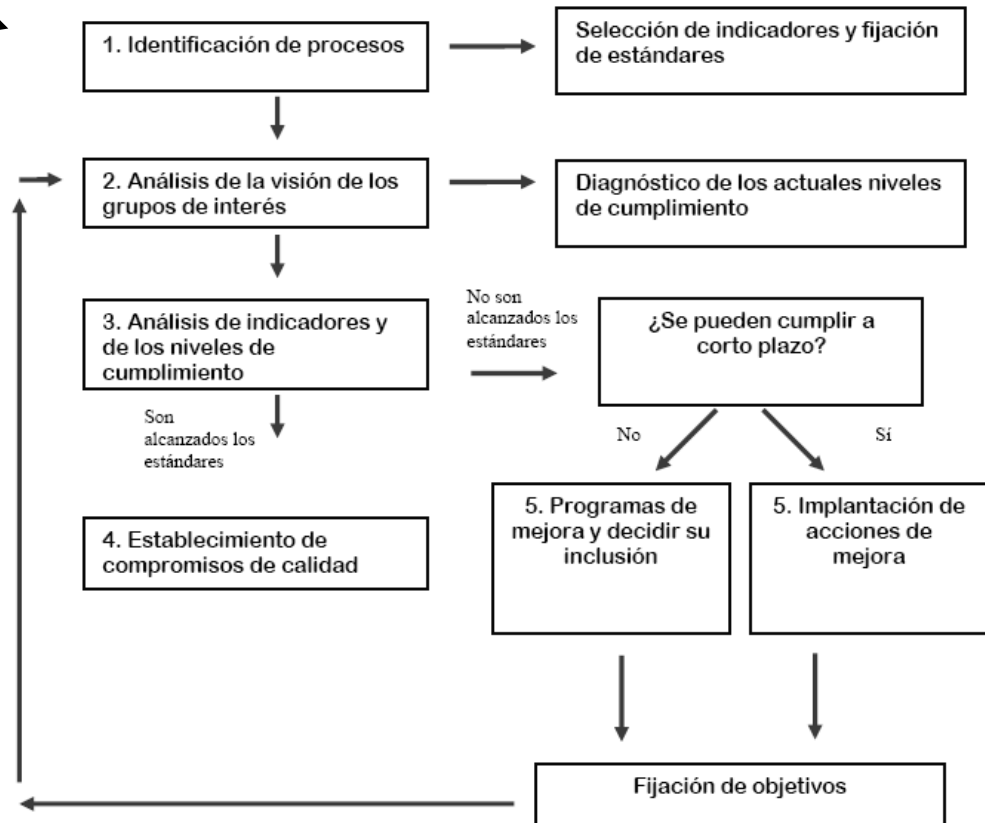 1. Identificación de procesos
Selección de indicadores y fijación
de estándares
2. Análisis de la visión de los
grupos de interés
Diagnóstico de los actuales niveles
de cumplimiento
3. Análisis de indicadores y
de los niveles de
cumplimiento
No son
alcanzados los
estándares
¿Se pueden cumplir a
corto plazo?
Son
alcanzados los
estándares
No
Sí
4. Establecimiento de
compromisos de calidad
5. Programas de
mejora y decidir su
inclusión
5. Implantación de
acciones de
mejora
Fijación de objetivos